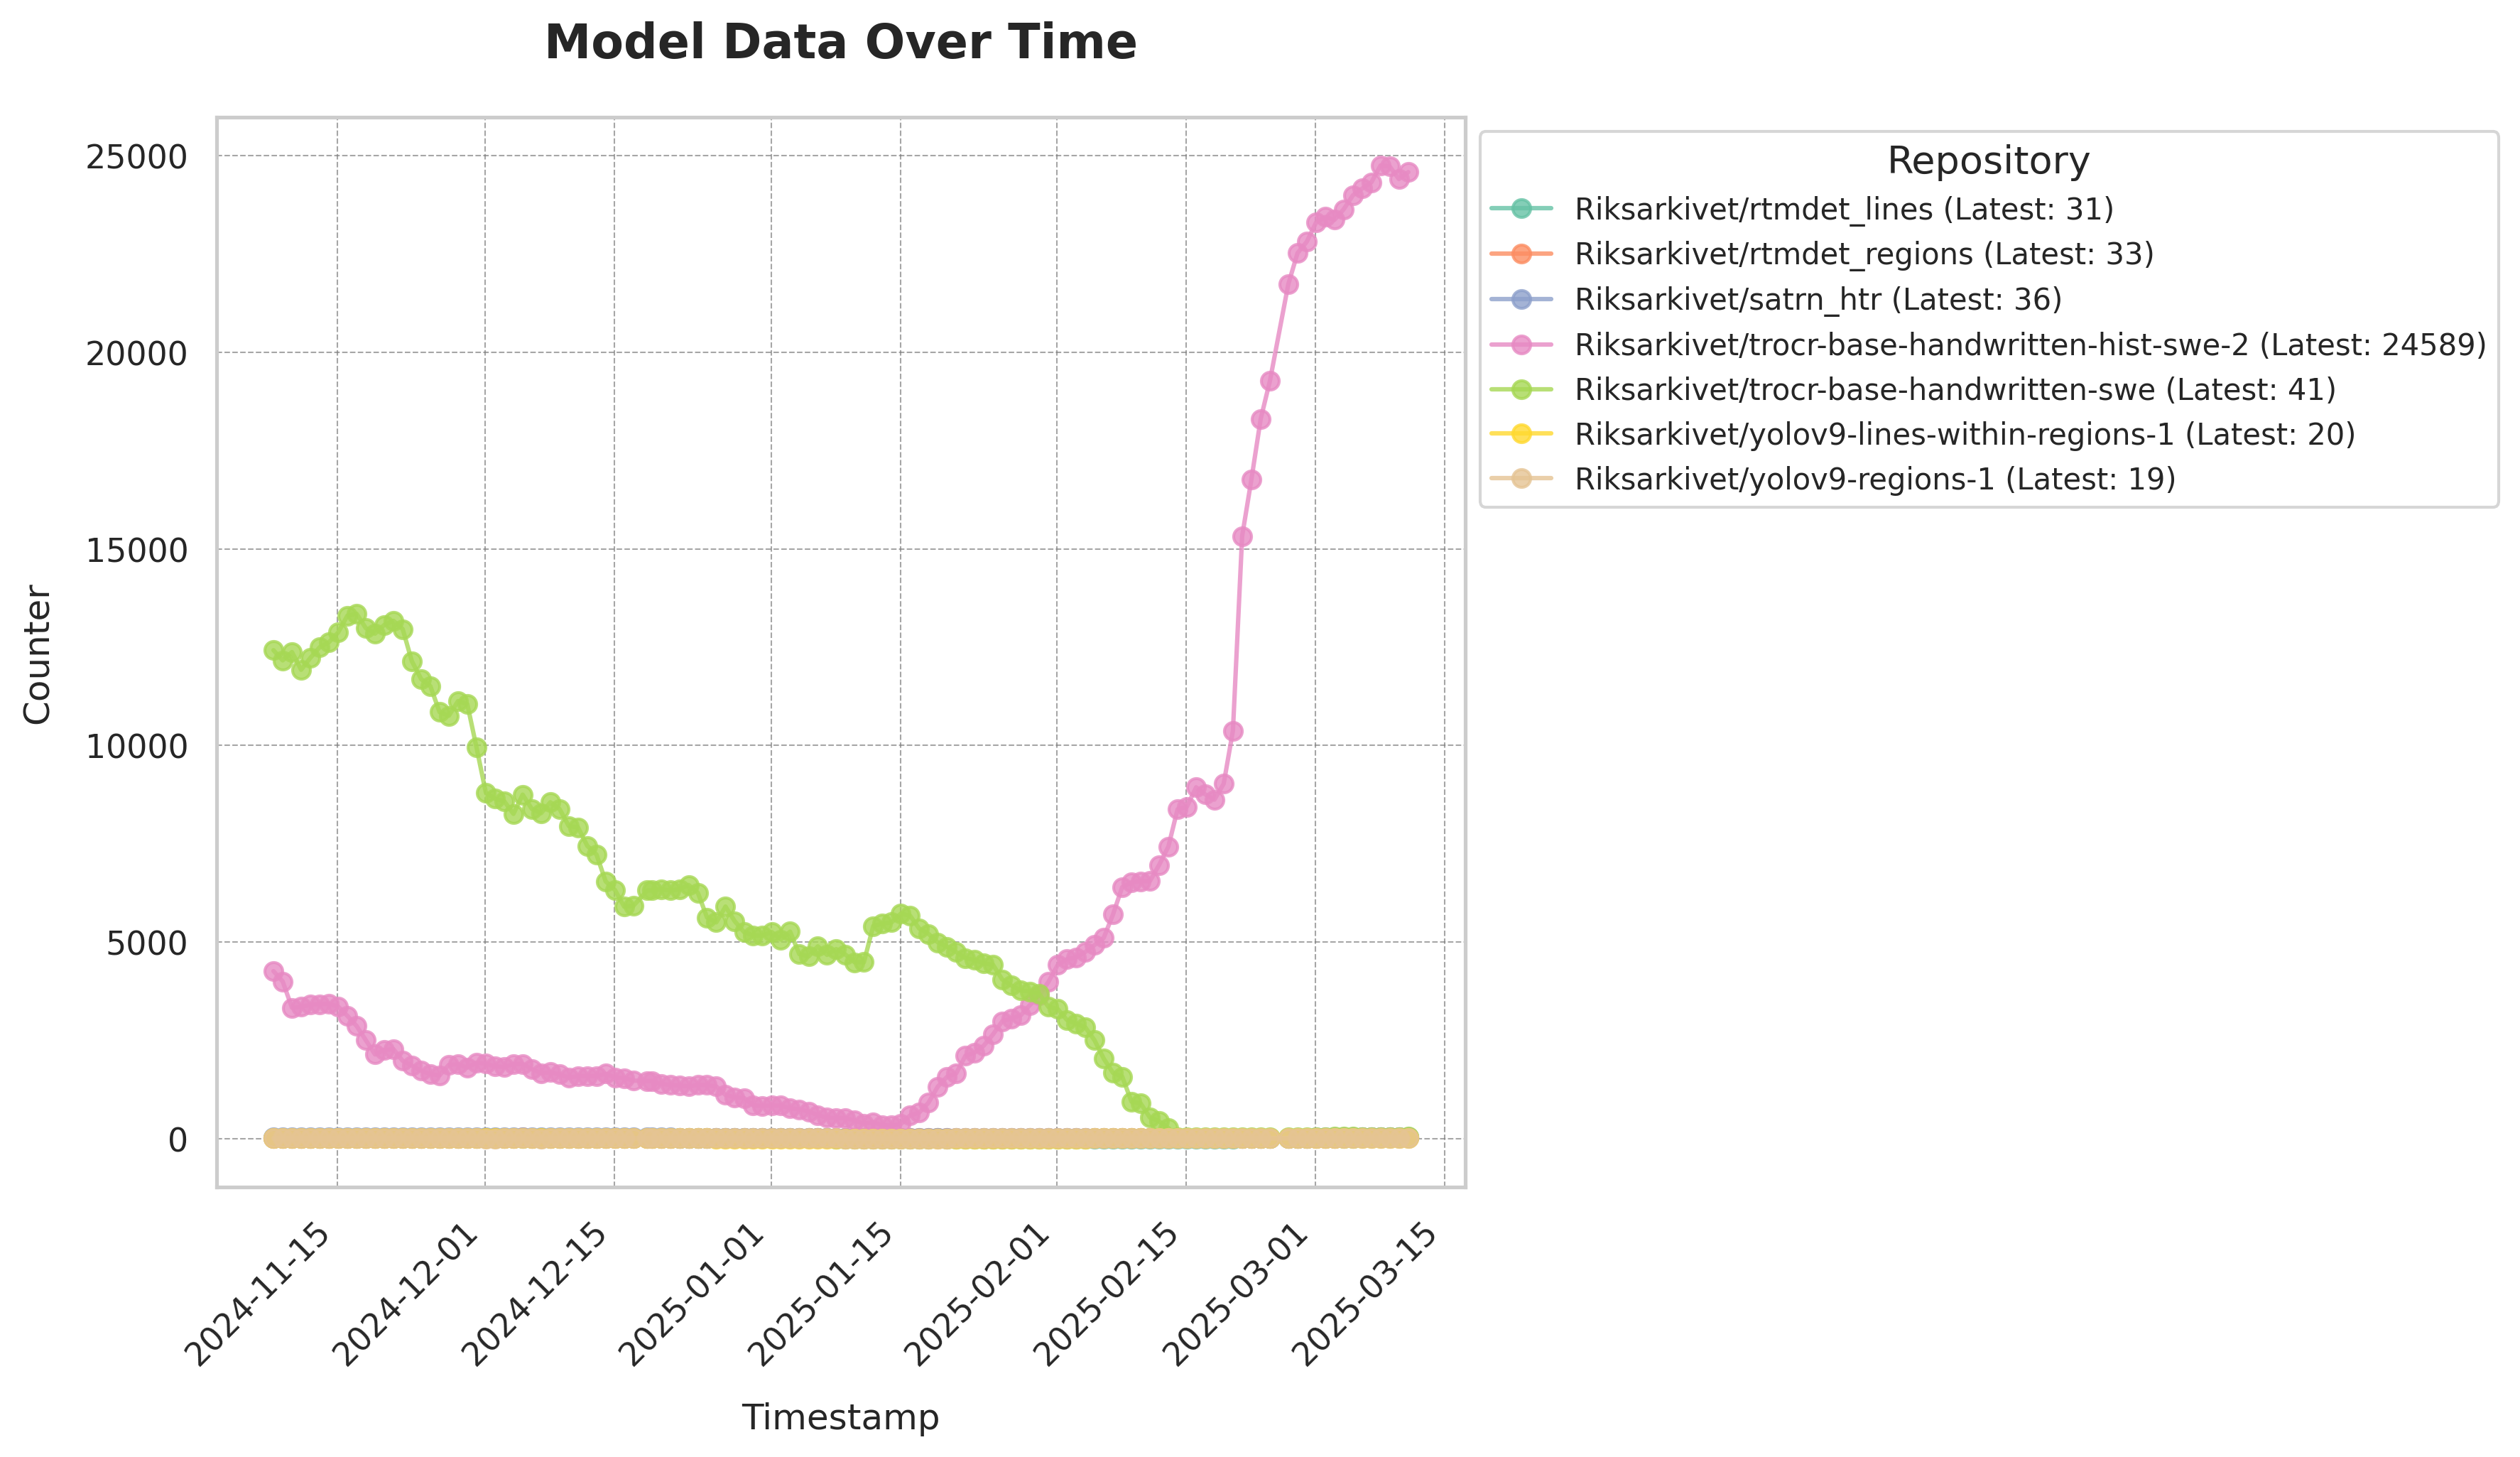 Model Data Over Time
Counter
25000
20000
15000
10000
5000
0
2024-11-15
2024-12-01
2024-12-15
2025-01-01
2025-01-15
2025-02-01
2025-02-15
2025-03-01
2025-03-15
Timestamp
Repository
Riksarkivet/rtmdet_lines (Latest: 31)
Riksarkivet/rtmdet_regions (Latest: 33)
Riksarkivet/satrn_htr (Latest: 36)
Riksarkivet/trocr-base-handwritten-hist-swe-2 (Latest: 24589)
Riksarkivet/trocr-base-handwritten-swe (Latest: 41)
Riksarkivet/yolov9-lines-within-regions-1 (Latest: 20)
Riksarkivet/yolov9-regions-1 (Latest: 19)